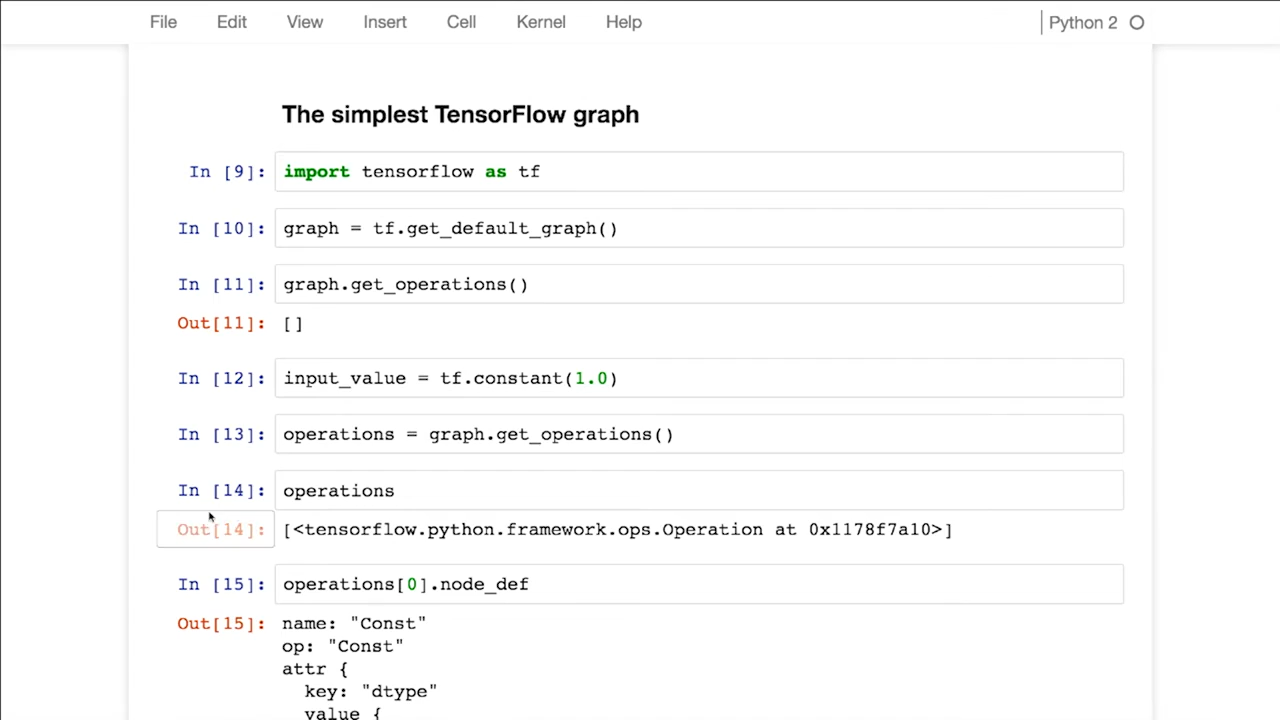 File Edit View Insert Cell Kernel Help Python 2
The simplest TensorFlow graph
In [9]: import tensorflow as tf
In [10]: graph = tf.get_default_graph()
In [11]: graph.get_operations()
Out[11]: []
In [12]: input_value = tf.constant(1.0)
In [13]: operations = graph.get_operations()
In [14]: operations
Out[14]: [<tensorflow.python.framework.ops.Operation at 0x1178f7a10>]
In [15]: operations[0].node_def
Out[15]: name: "Const"
op: "Const"
attr {
key: "dtype"
value {